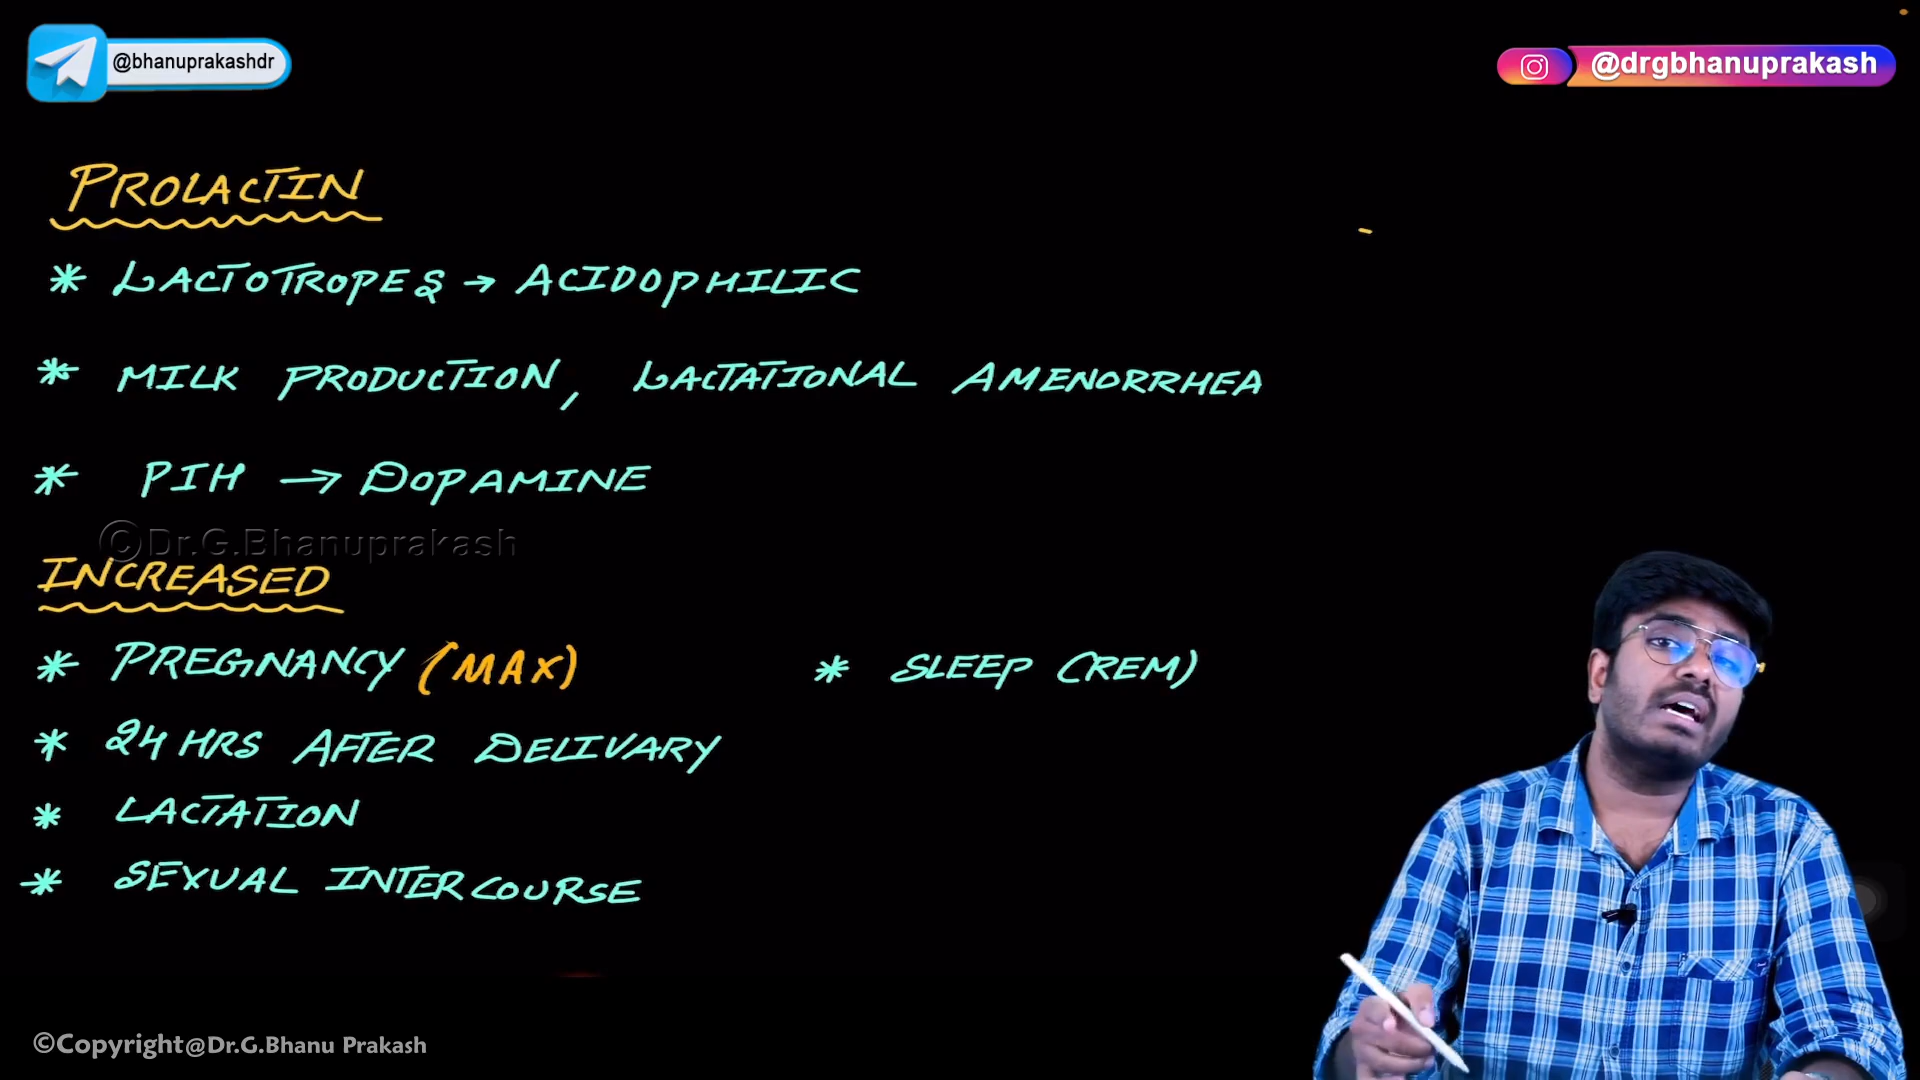 @bhanuprakashdr
@drgbhanuprakash
PROLACTIN
* LACTOTROPES → ACIDOPHILIC
* MILK PRODUCTION, LACTATIONAL AMENORRHEA
* PIH → DOPAMINE
©Dr.G.Bhanuprakash
INCREASED
* PREGNANCY (MAX)
* SLEEP (REM)
* 24 HRS AFTER DELIVARY
* LACTATION
* SEXUAL INTERCOURSE
©Copyright@Dr.G.Bhanu Prakash